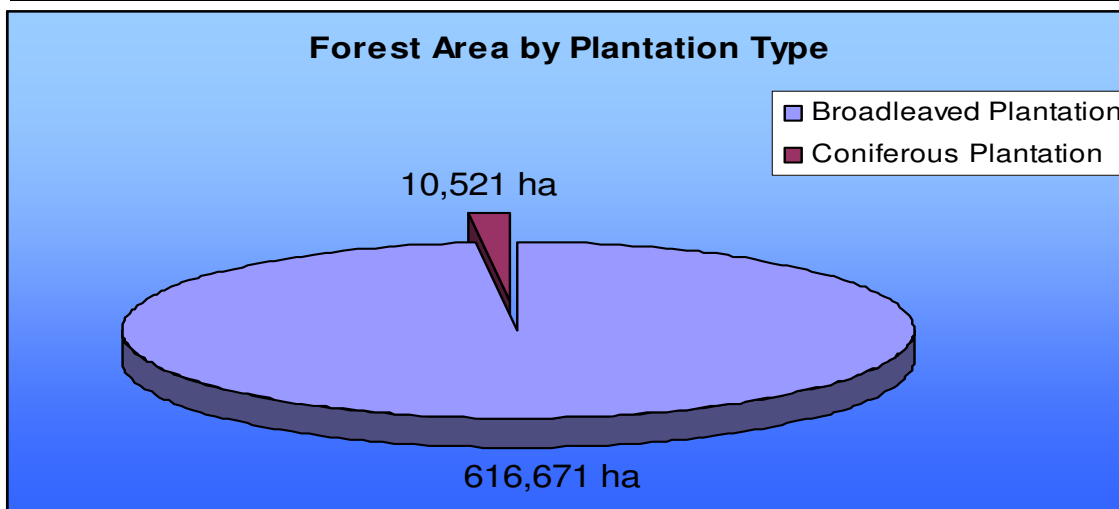 Forest Area by Plantation Type
Broadleaved Plantation
Coniferous Plantation
10,521 ha
616,671 ha